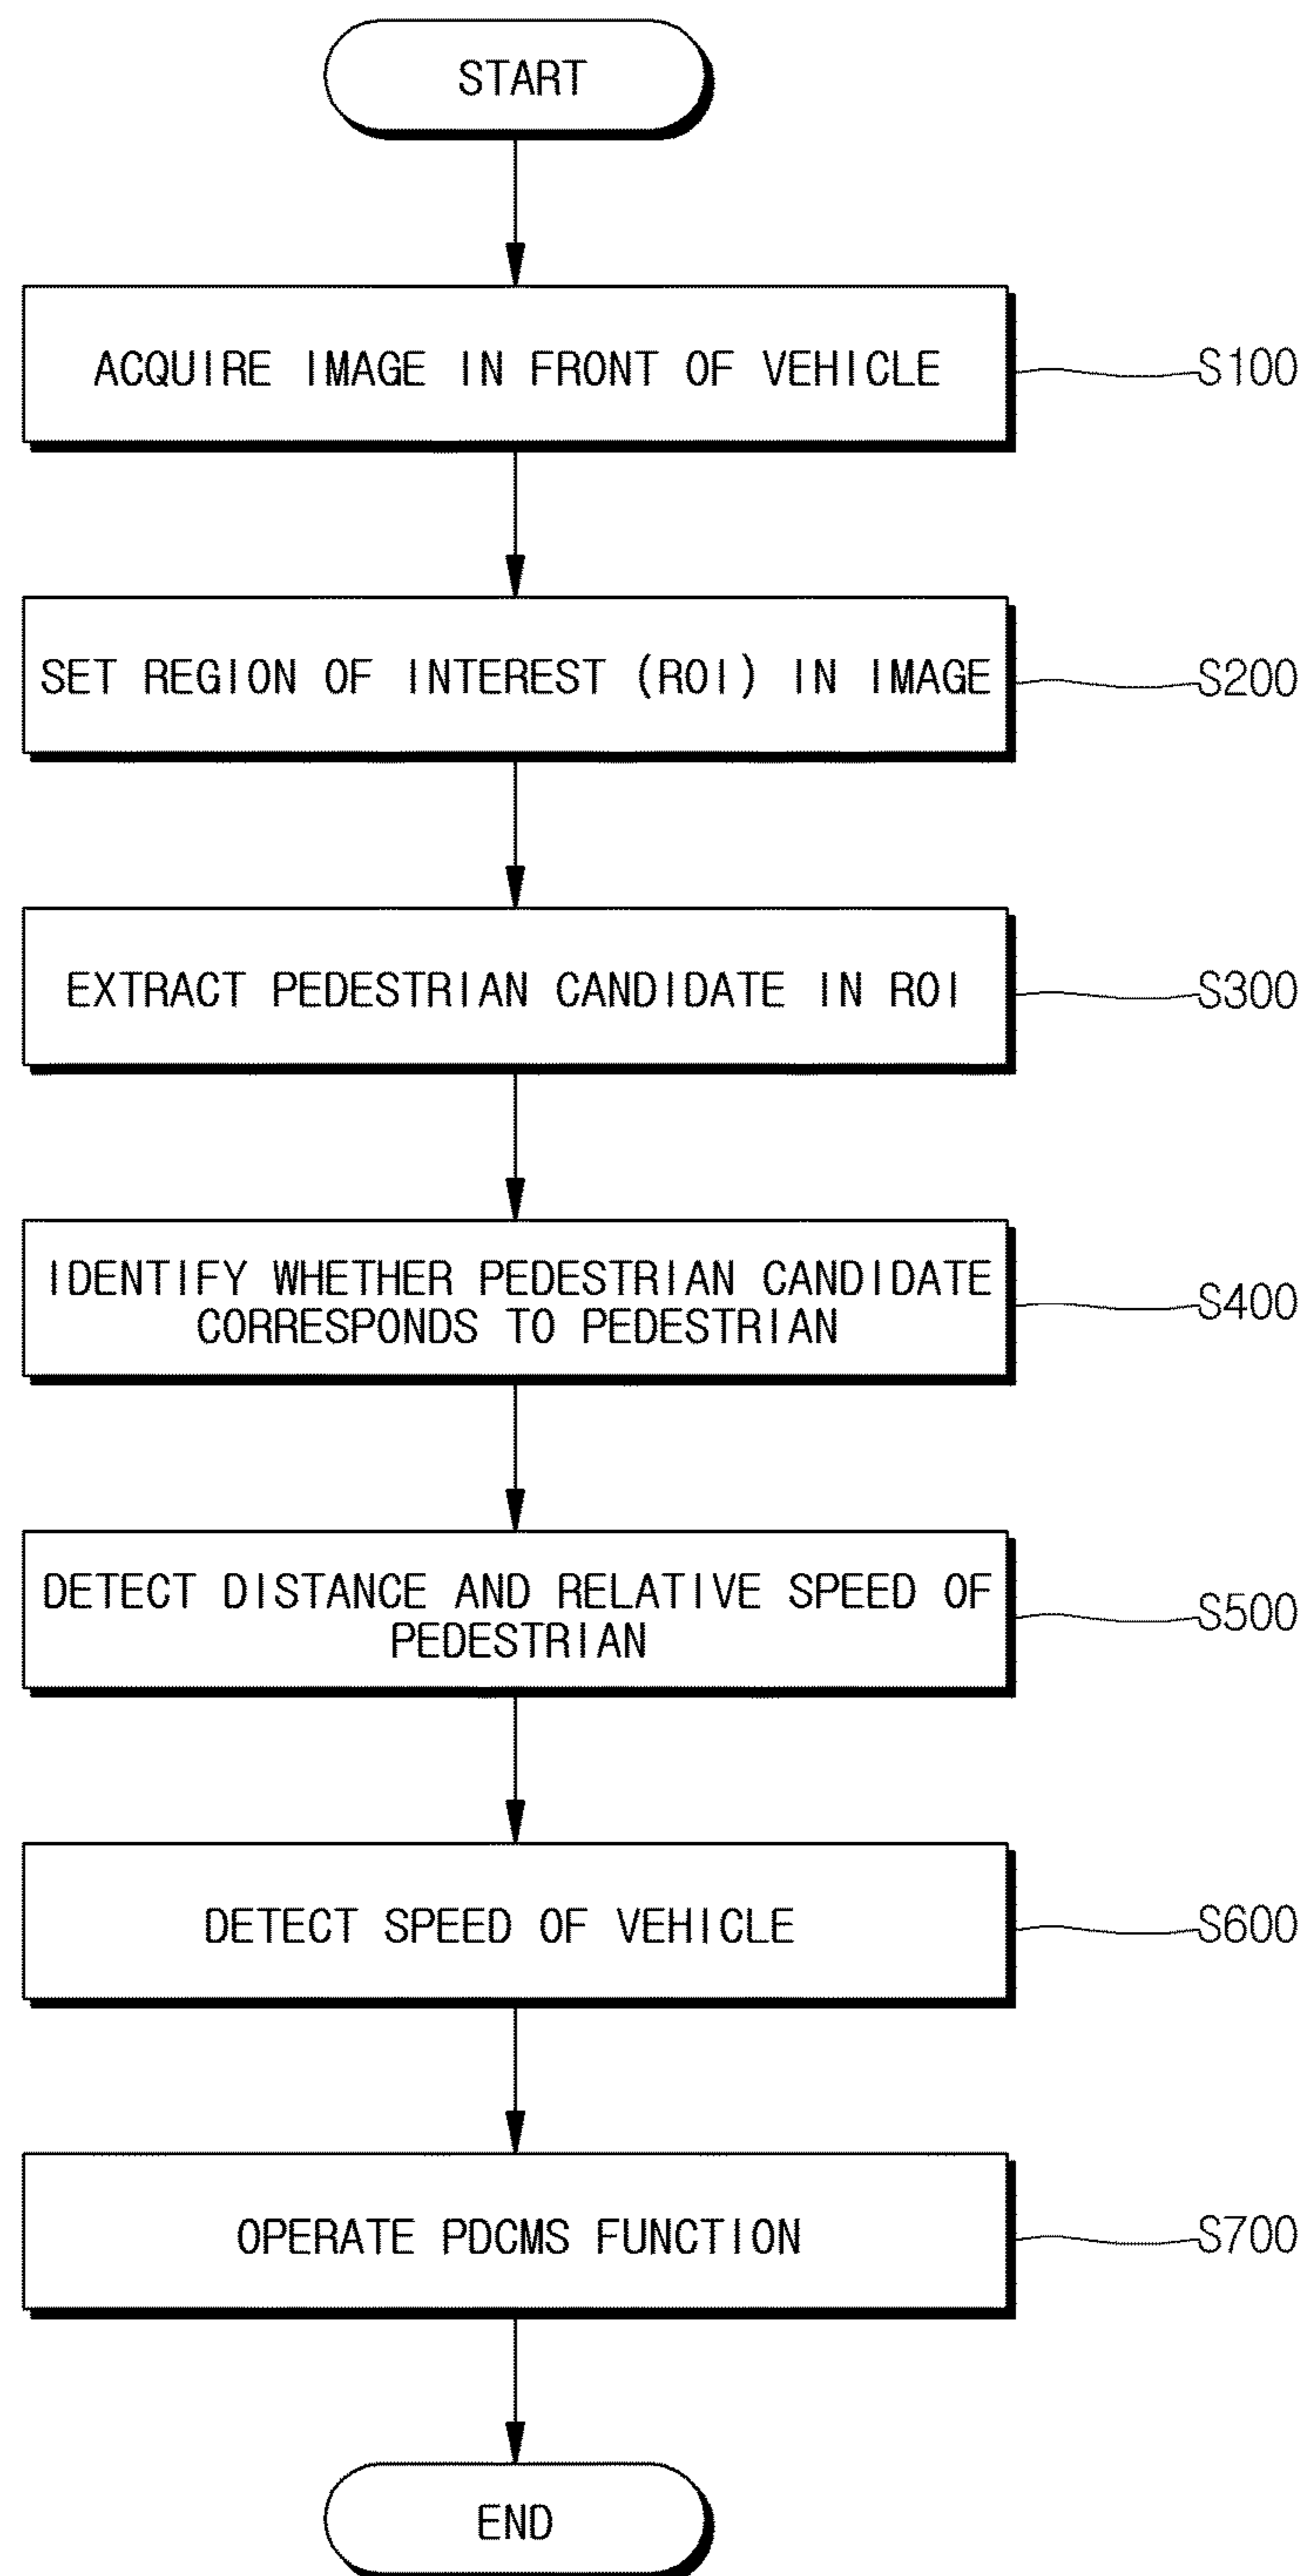 START
ACQUIRE IMAGE IN FRONT OF VEHICLE
S100
SET REGION OF INTEREST (ROI) IN IMAGE
S200
EXTRACT PEDESTRIAN CANDIDATE IN ROI
S300
IDENTIFY WHETHER PEDESTRIAN CANDIDATE
CORRESPONDS TO PEDESTRIAN
S400
DETECT DISTANCE AND RELATIVE SPEED OF
PEDESTRIAN
S500
DETECT SPEED OF VEHICLE
S600
OPERATE PDCMS FUNCTION
S700
END